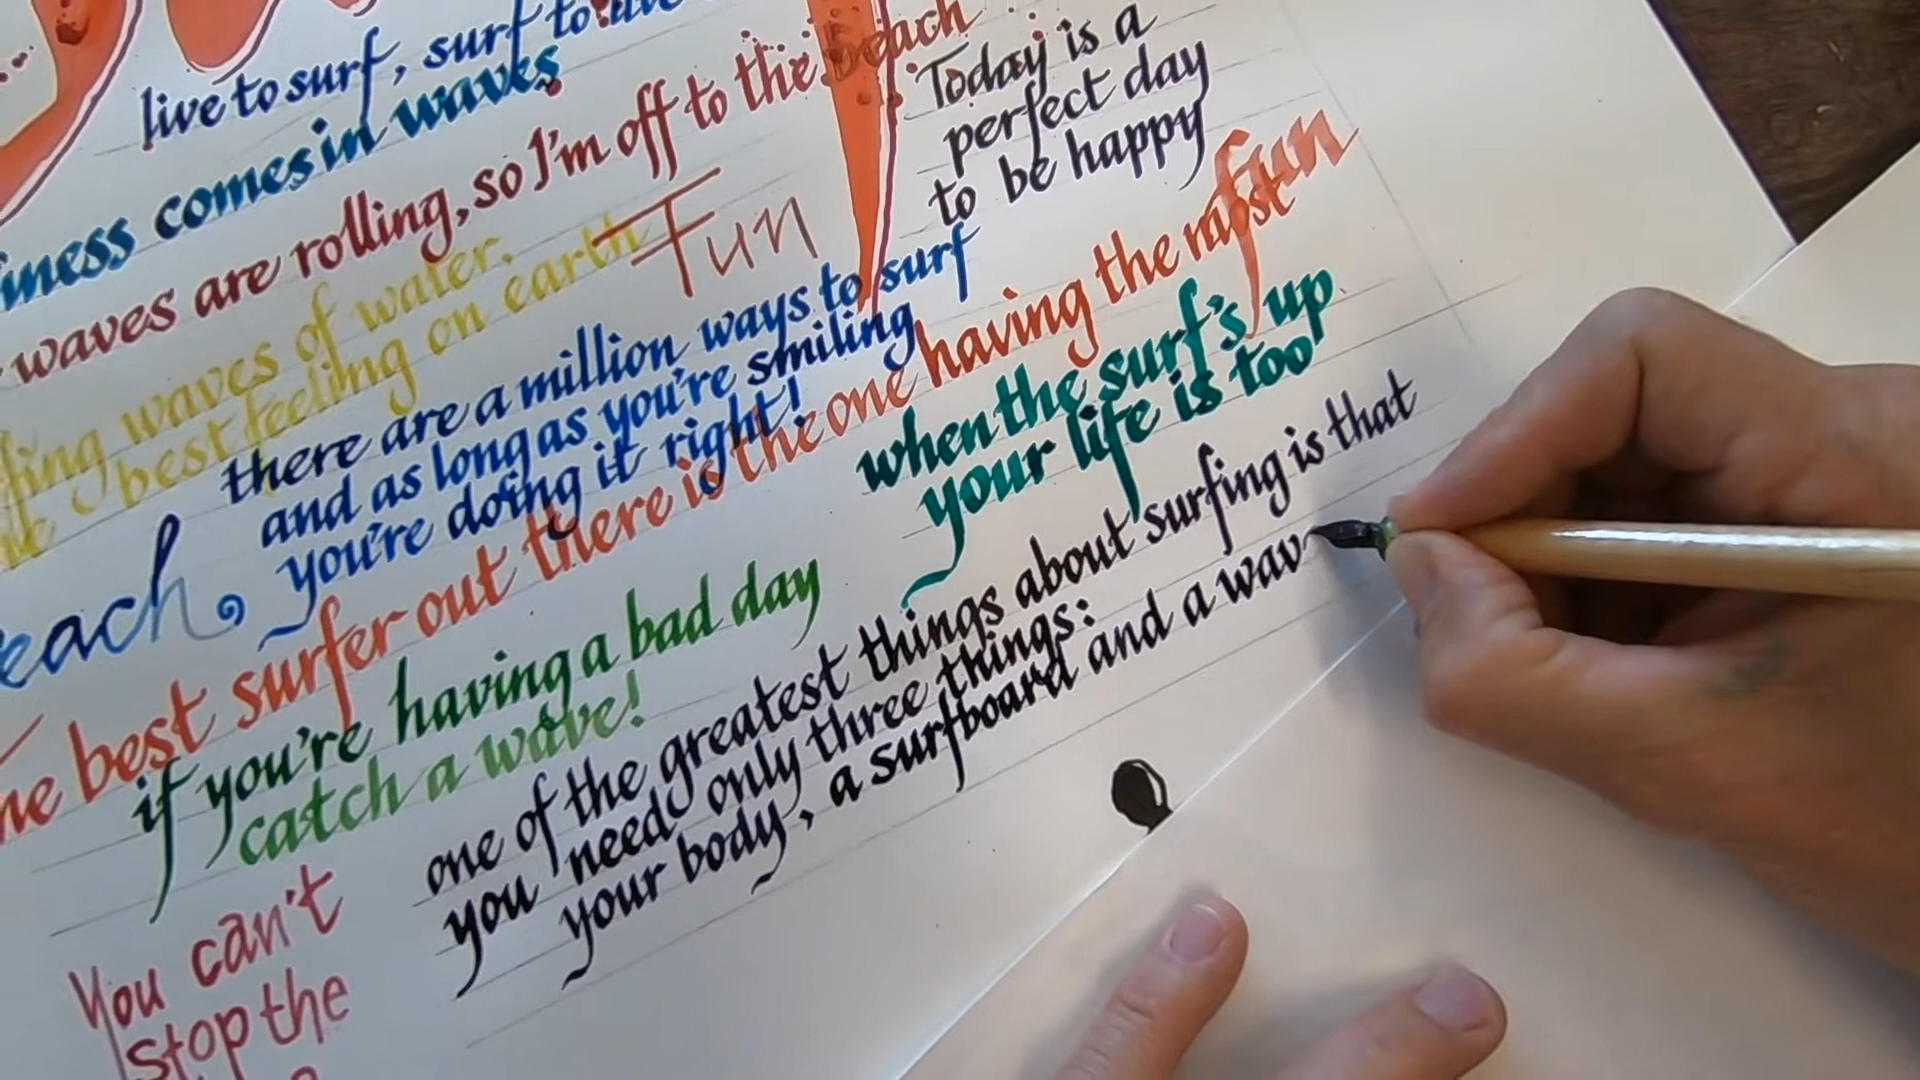 live to surf, surf to live
comes in waves
waves are rolling, so I'm off to the beach
Today is a
perfect day
to be happy
waves of water.
best feeling on earth
Fun
there are a million ways to surf
and as long as you're smiling
you're doing it right!
best surfer out there is the one having the most
fun
when the surf's up
your life is too
if you're having a bad day
catch a wave!
one of the greatest things about surfing is that
you need only three things:
your body, a surfboard and a wav
You can't
stop the